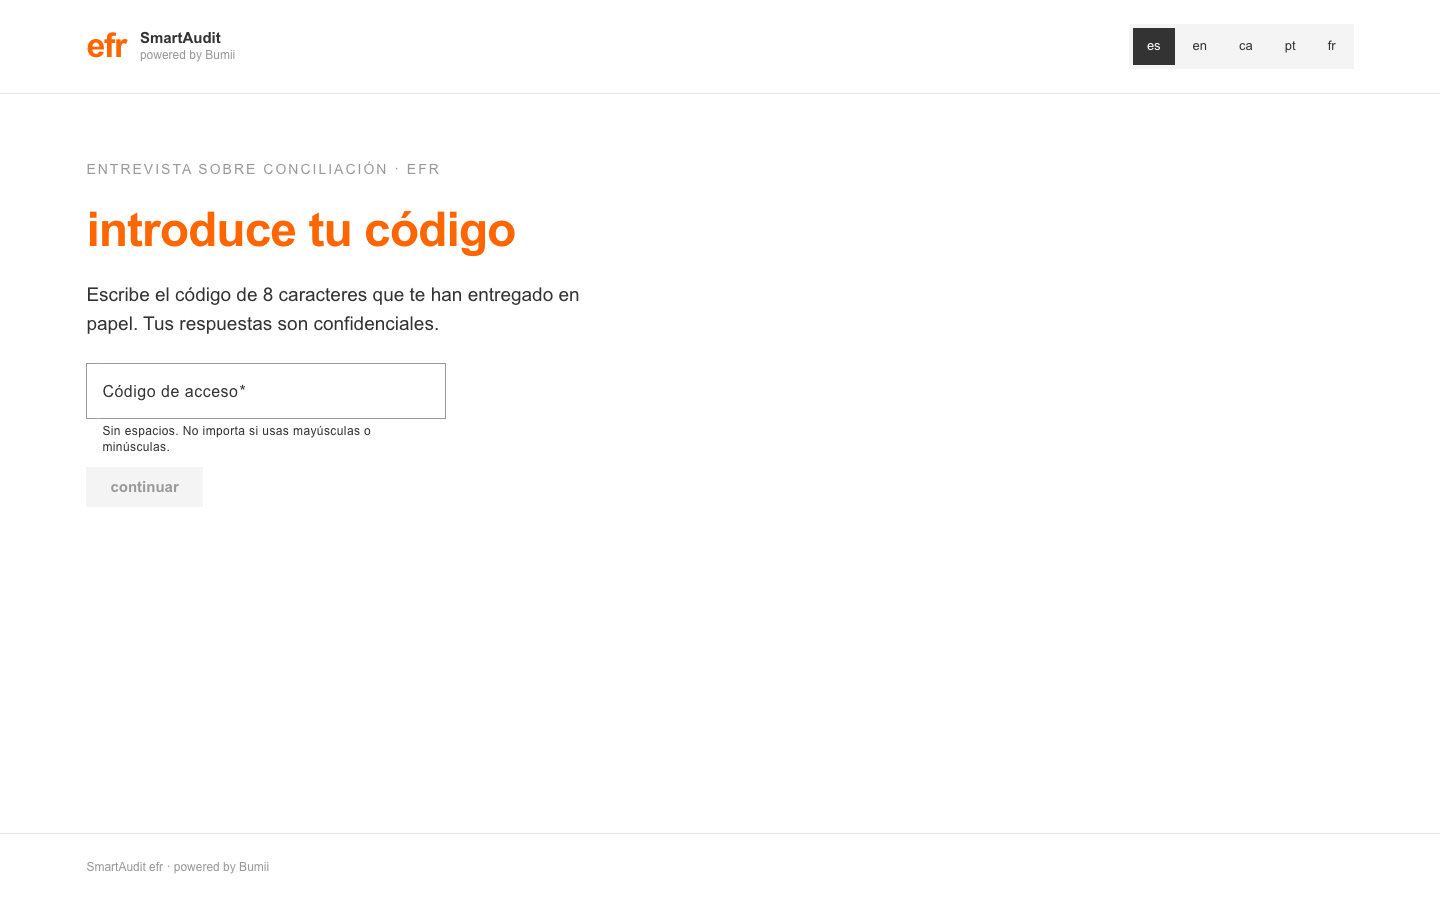 efr
SmartAudit
powered by Bumii
es en ca pt fr
ENTREVISTA SOBRE CONCILIACIÓN · EFR
introduce tu código
Escribe el código de 8 caracteres que te han entregado en
papel. Tus respuestas son confidenciales.
Código de acceso*
Sin espacios. No importa si usas mayúsculas o
minúsculas.
continuar
SmartAudit efr · powered by Bumii